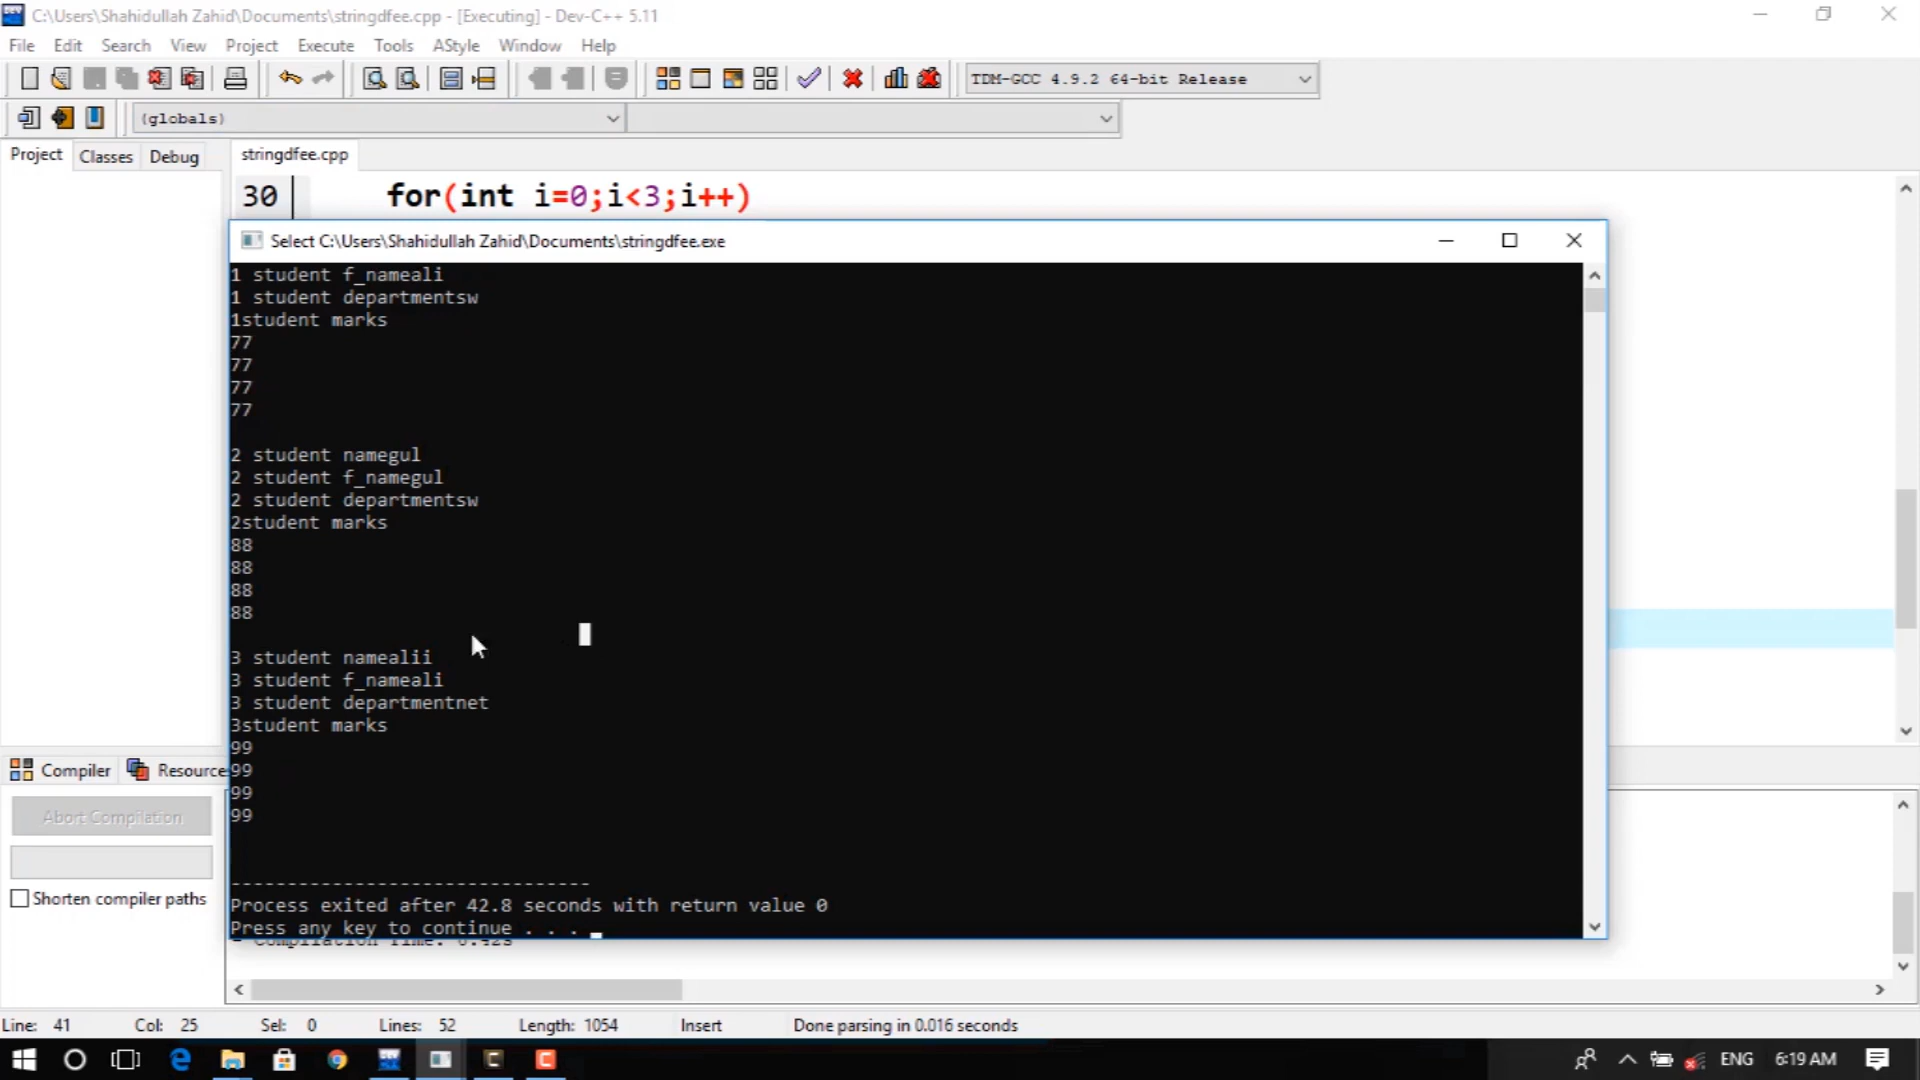 C:\Users\Shahidullah Zahid\Documents\stringdfee.cpp - [Executing] - Dev-C++ 5.11
File Edit Search View Project Execute Tools AStyle Window Help
TDM-GCC 4.9.2 64-bit Release
(globals)
Project Classes Debug
stringdfee.cpp
30 for(int i=0;i<3;i++)
Select C:\Users\Shahidullah Zahid\Documents\stringdfee.exe
1 student f_nameali
1 student departmentsw
1student marks
77
77
77
77
2 student namegul
2 student f_namegul
2 student departmentsw
2student marks
88
88
88
88
3 student namealii
3 student f_nameali
3 student departmentnet
3student marks
99
99
99
99
--------------------------------
Process exited after 42.8 seconds with return value 0
Press any key to continue . . .
Compiler Resource
Abort Compilation
Shorten compiler paths
- Compilation Time:
Line: 41 Col: 25 Sel: 0 Lines: 52 Length: 1054 Insert Done parsing in 0.016 seconds
ENG 6:19 AM